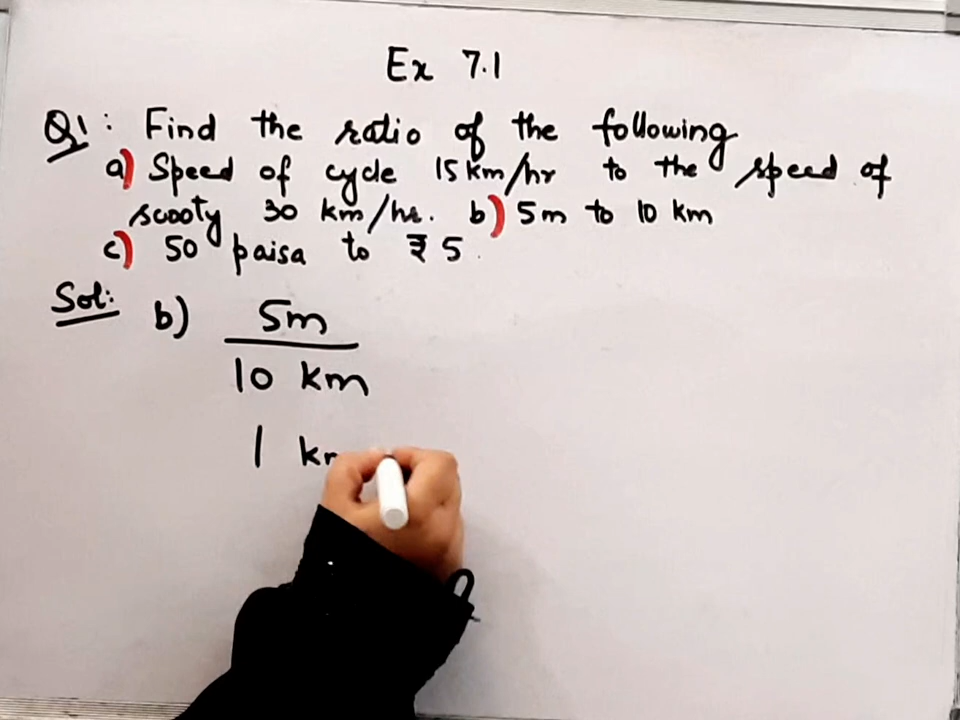 Ex 7.1
Q1: Find the ratio of the following
a) Speed of cycle 15 km/hr to the speed of
scooty 30 km/hr. b) 5m to 10 km
c) 50 paisa to ₹ 5.
Sol: b) 5m
10 km
1